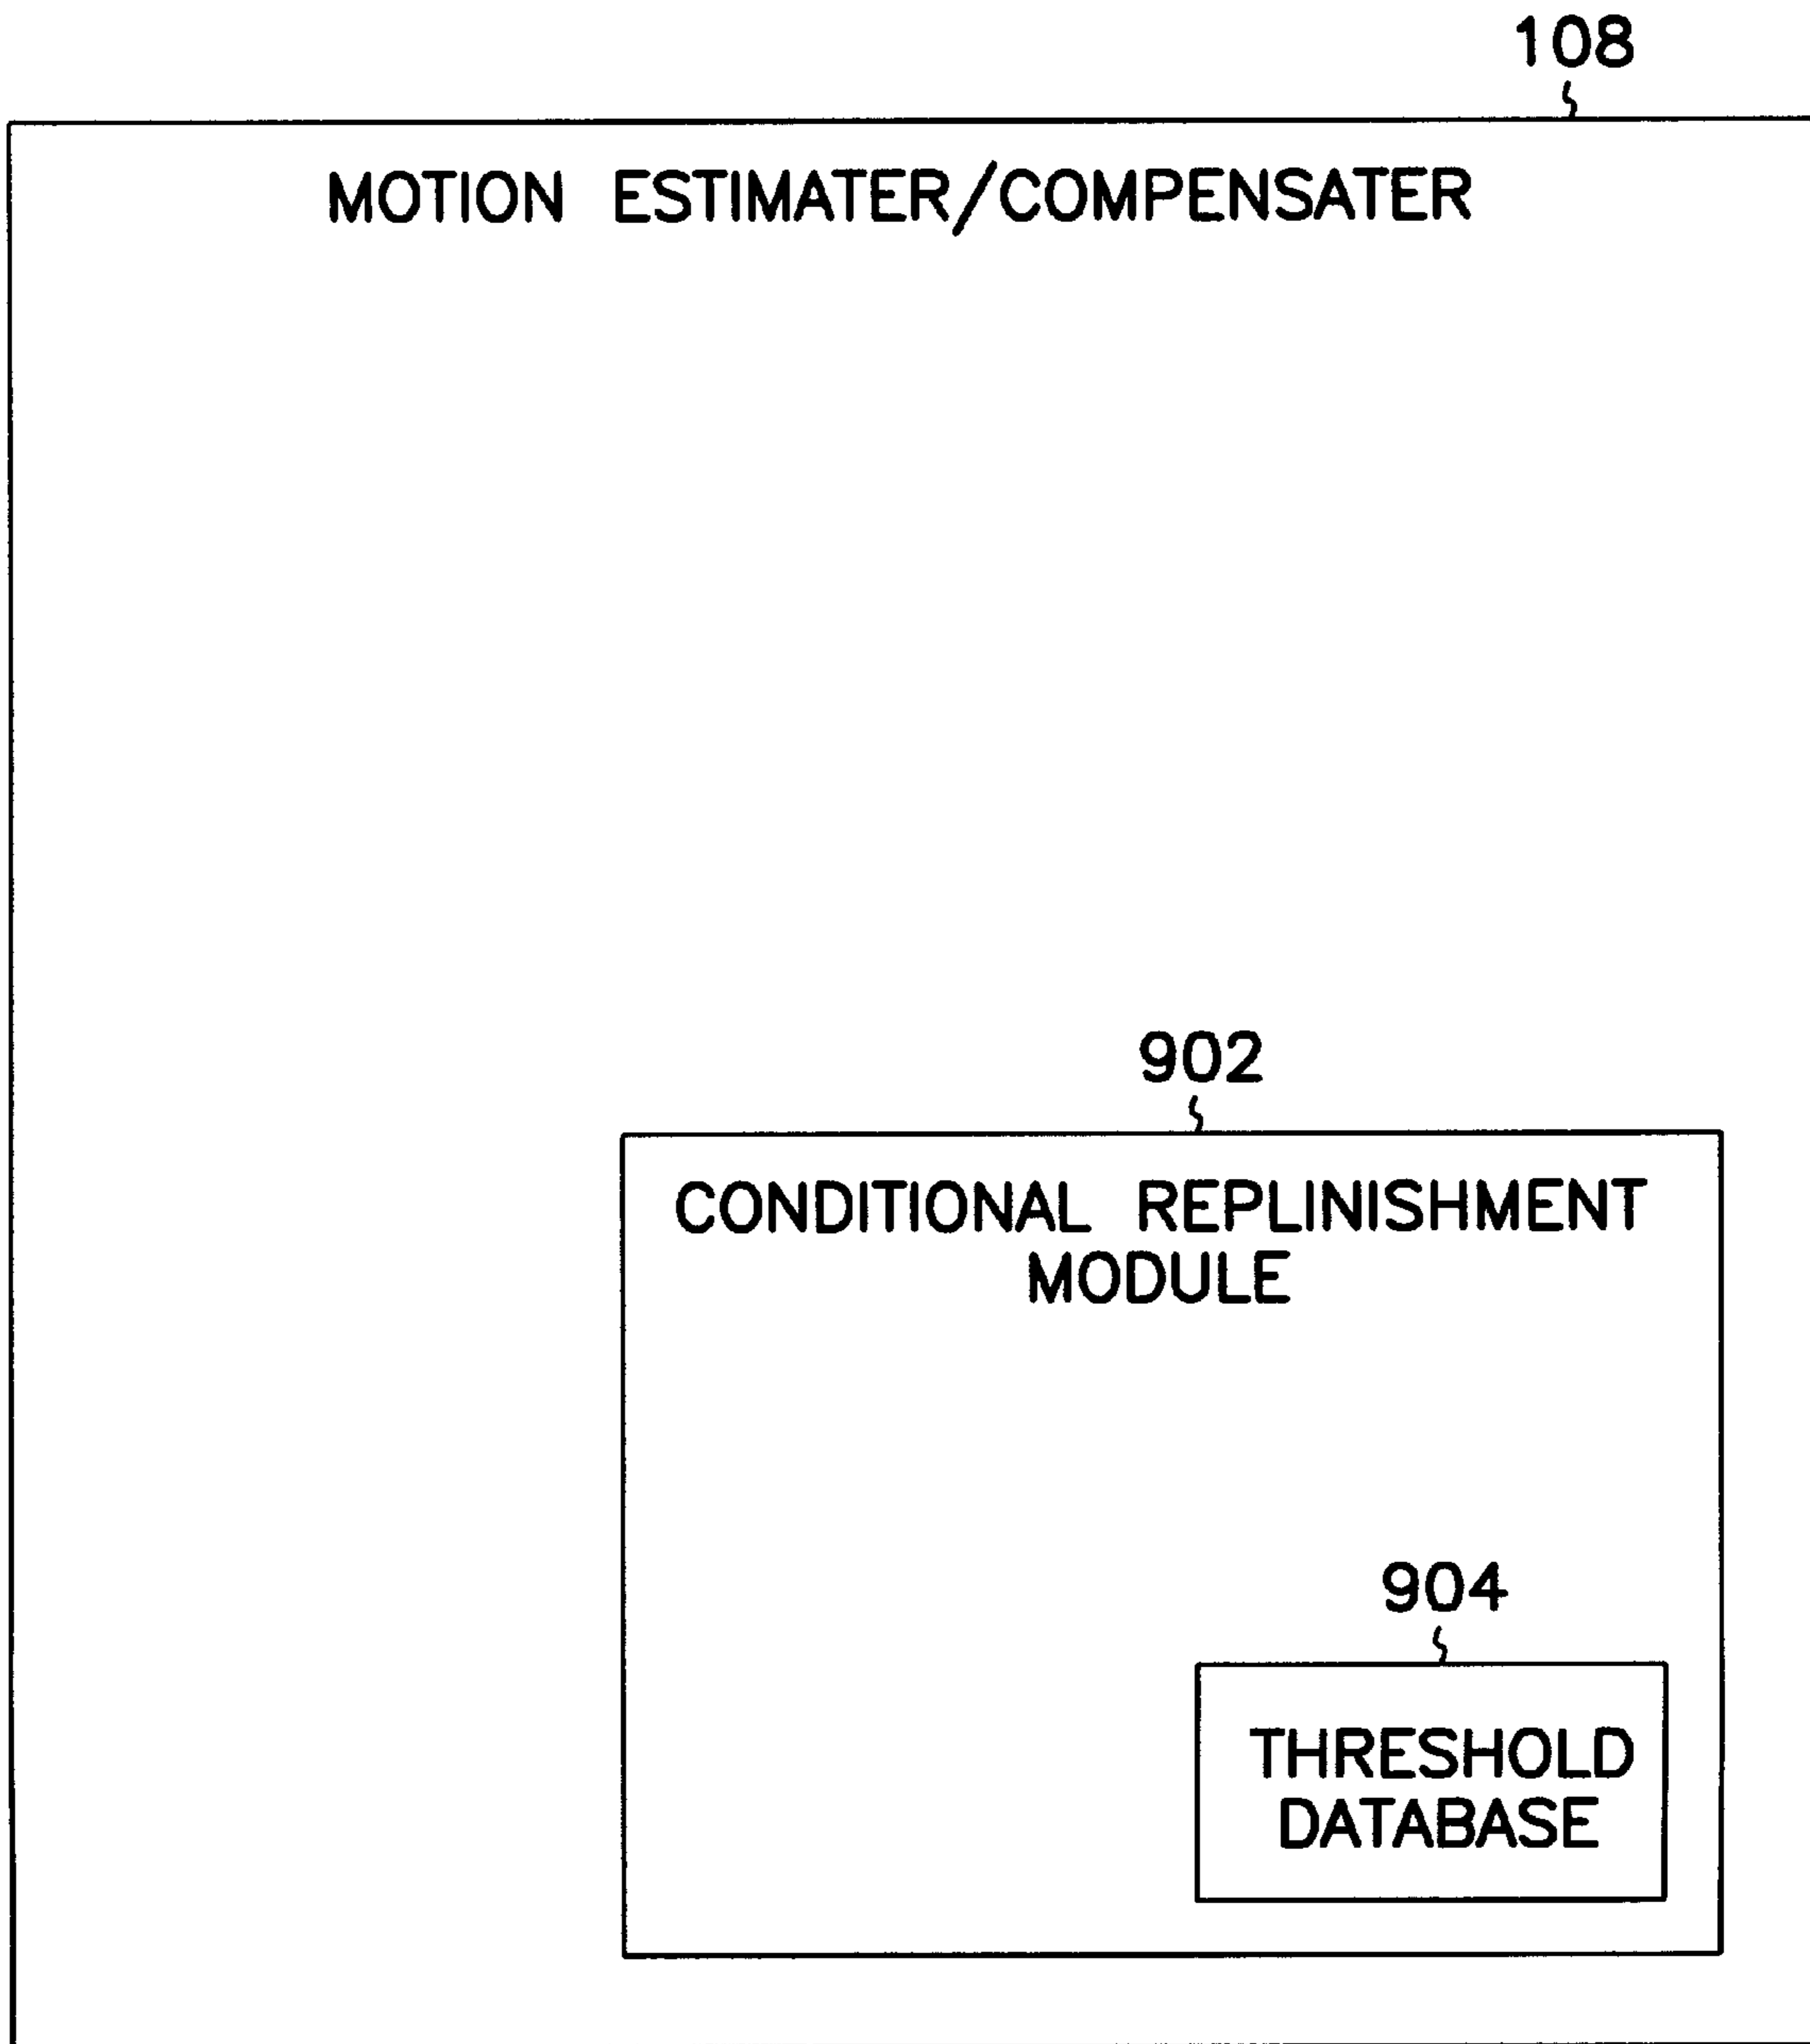 108
MOTION ESTIMATER/COMPENSATER
902
CONDITIONAL REPLINISHMENT
MODULE
904
THRESHOLD
DATABASE